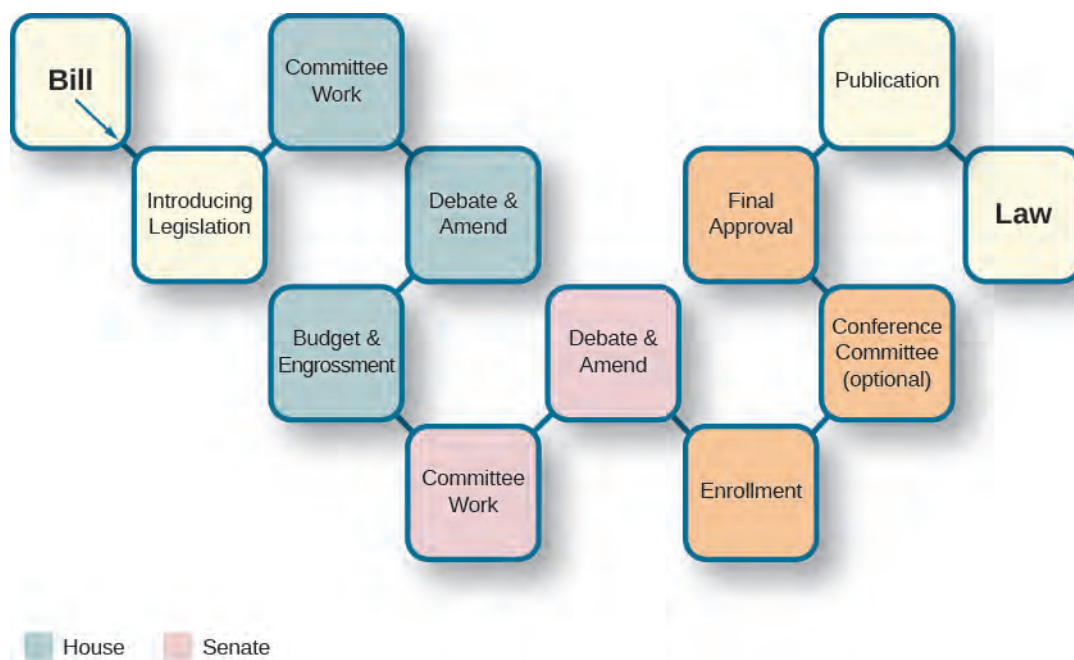 Bill
Introducing
Legislation
Committee
Work
Debate &
Amend
Budget &
Engrossment
Committee
Work
Debate &
Amend
Enrollment
Conference
Committee
(optional)
Final
Approval
Publication
Law
House
Senate